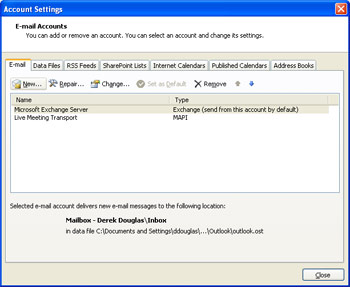 Account Settings
E-mail Accounts
You can add or remove an account. You can select an account and change its settings.
E-mail Data Files RSS Feeds SharePoint Lists Internet Calendars Published Calendars Address Books
New... Repair... Change... Set as Default Remove
Name Type
Microsoft Exchange Server Exchange (send from this account by default)
Live Meeting Transport MAPI
Selected e-mail account delivers new e-mail messages to the following location:
Mailbox - Derek Douglas\Inbox
in data file C:\Documents and Settings\ddouglas\...\Outlook\outlook.ost
Close